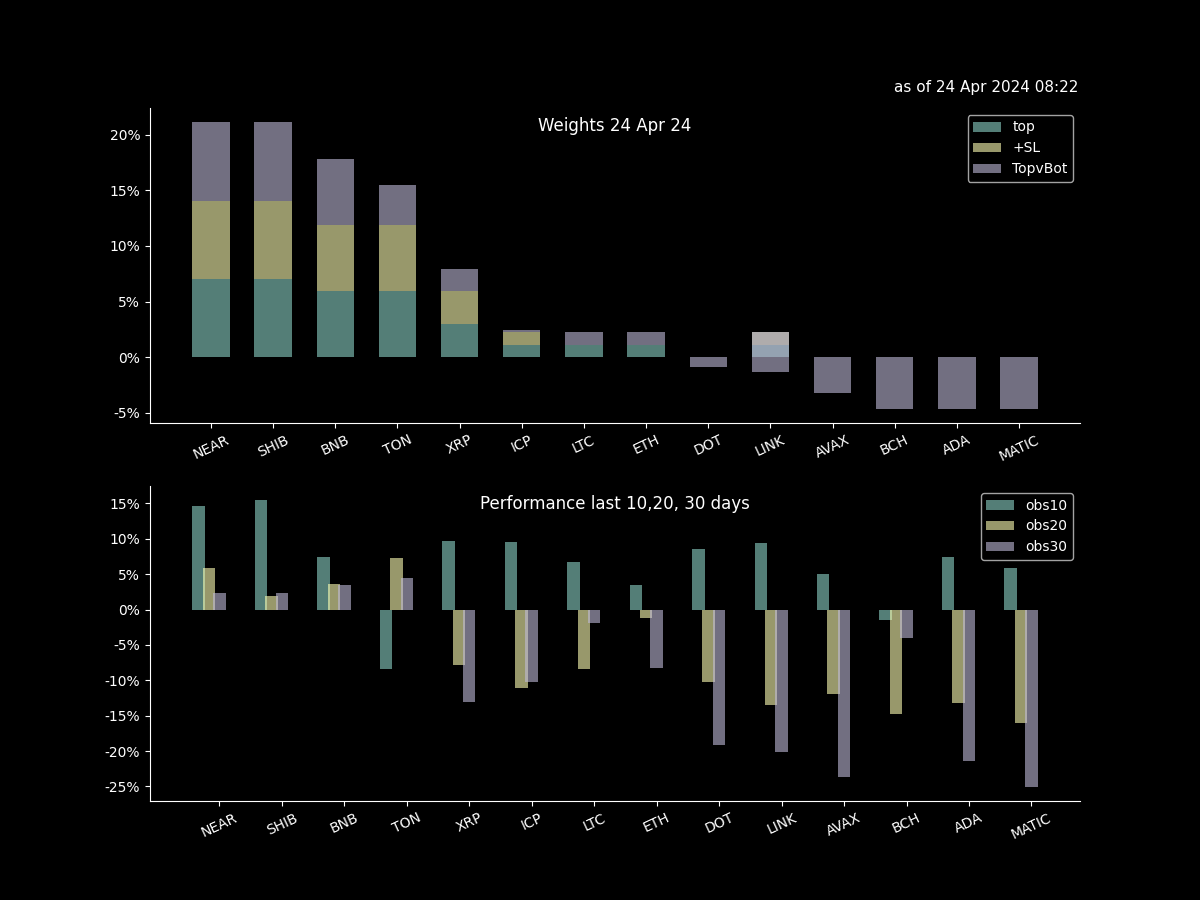 as of 24 Apr 2024 08:22
Weights 24 Apr 24
top
+SL
TopvBot
20%
15%
10%
5%
0%
-5%
NEAR SHIB BNB TON XRP ICP LTC ETH DOT LINK AVAX BCH ADA MATIC
Performance last 10,20, 30 days
obs10
obs20
obs30
15%
10%
5%
0%
-5%
-10%
-15%
-20%
-25%
NEAR SHIB BNB TON XRP ICP LTC ETH DOT LINK AVAX BCH ADA MATIC